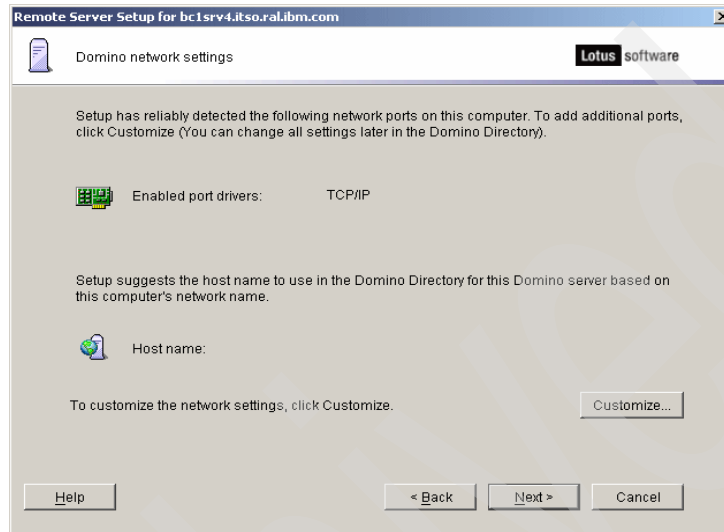 Remote Server Setup for bc1srv4.itso.ral.ibm.com
Domino network settings
Lotus software
Setup has reliably detected the following network ports on this computer. To add additional ports,
click Customize (You can change all settings later in the Domino Directory).
Enabled port drivers: TCP/IP
Setup suggests the host name to use in the Domino Directory for this Domino server based on
this computer's network name.
Host name:
To customize the network settings, click Customize.
Customize...
Help
< Back
Next >
Cancel